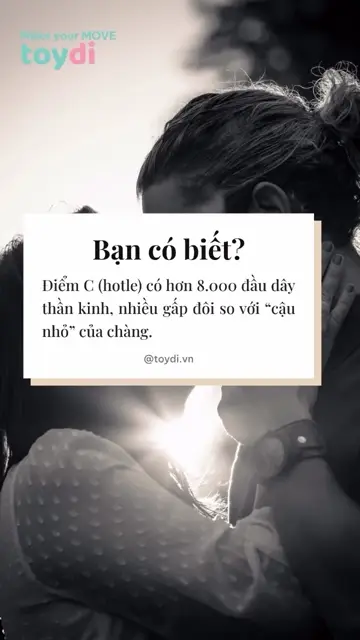 Make your MOVE
toydi
Bạn có biết?
Điểm C (hotle) có hơn 8.000 đầu dây
thần kinh, nhiều gấp đôi so với “cậu
nhỏ” của chàng.
@toydi.vn